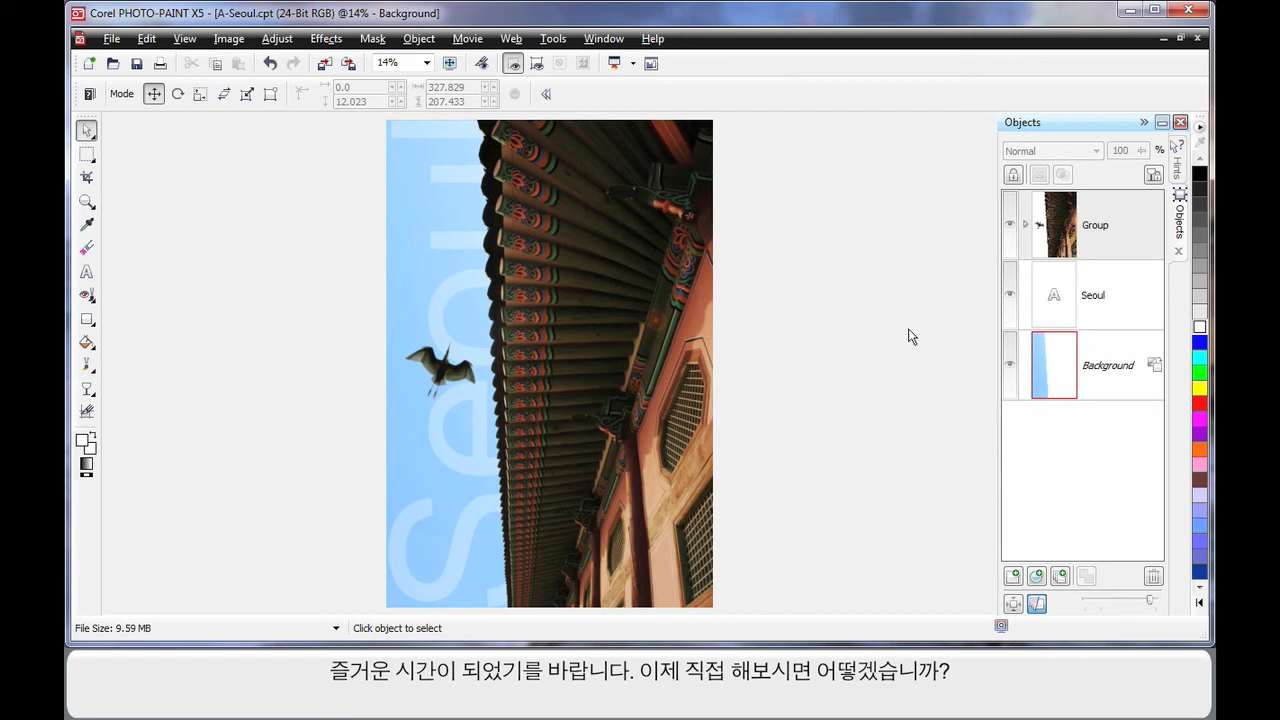 Corel PHOTO-PAINT X5 - [A-Seoul.cpt (24-Bit RGB) @14% - Background]
File Edit View Image Adjust Effects Mask Object Movie Web Tools Window Help
14%
Mode 0.0 327.829
12.023 207.433
Objects
Normal 100 %
Hints
Objects
Group
A Seoul
Background
Seoul
File Size: 9.59 MB Click object to select
즐거운 시간이 되었기를 바랍니다. 이제 직접 해보시면 어떻겠습니까?